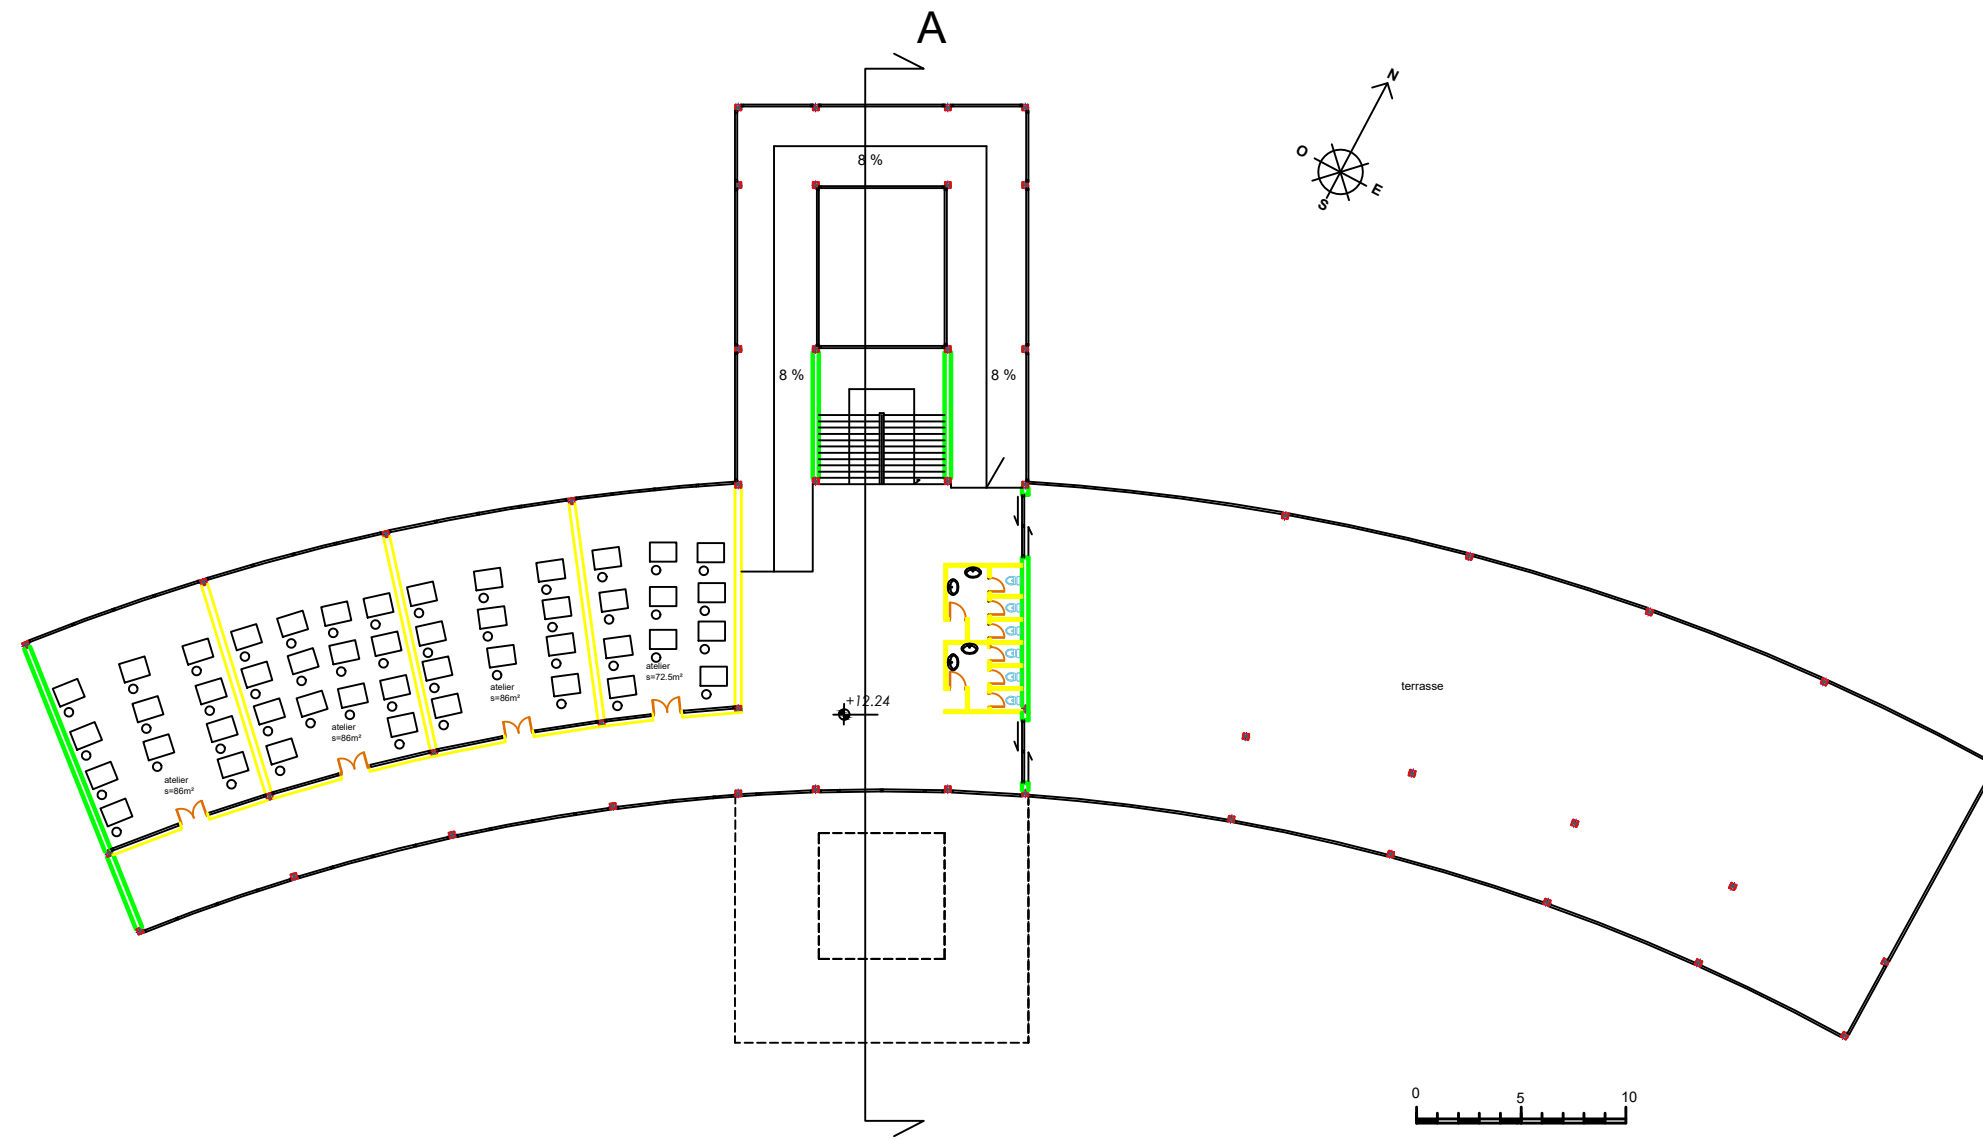 A
N
O
E
S
8 %
8 %
8 %
atelier
s=72.5m²
atelier
s=86m²
atelier
s=86m²
atelier
s=86m²
+12.24
terrasse
0 5 10